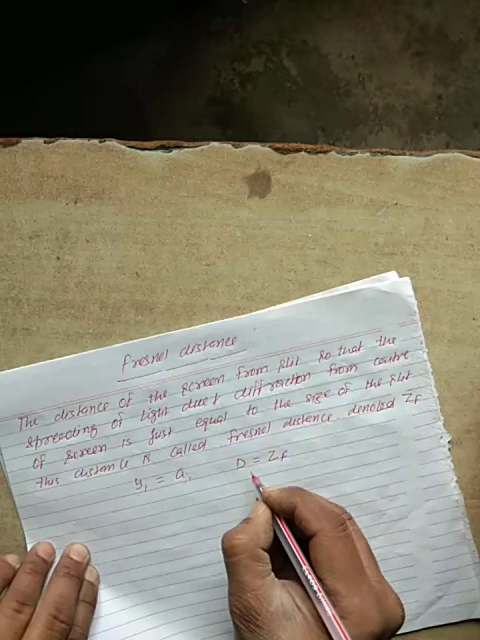 fresnel distance
The distance of the screen from slit so that the
spreading of light due t diffraction from centre
of screen is just equal to the size of the slit
this distance is called fresnel distance. denoted ZF
y1 = a, D = ZF